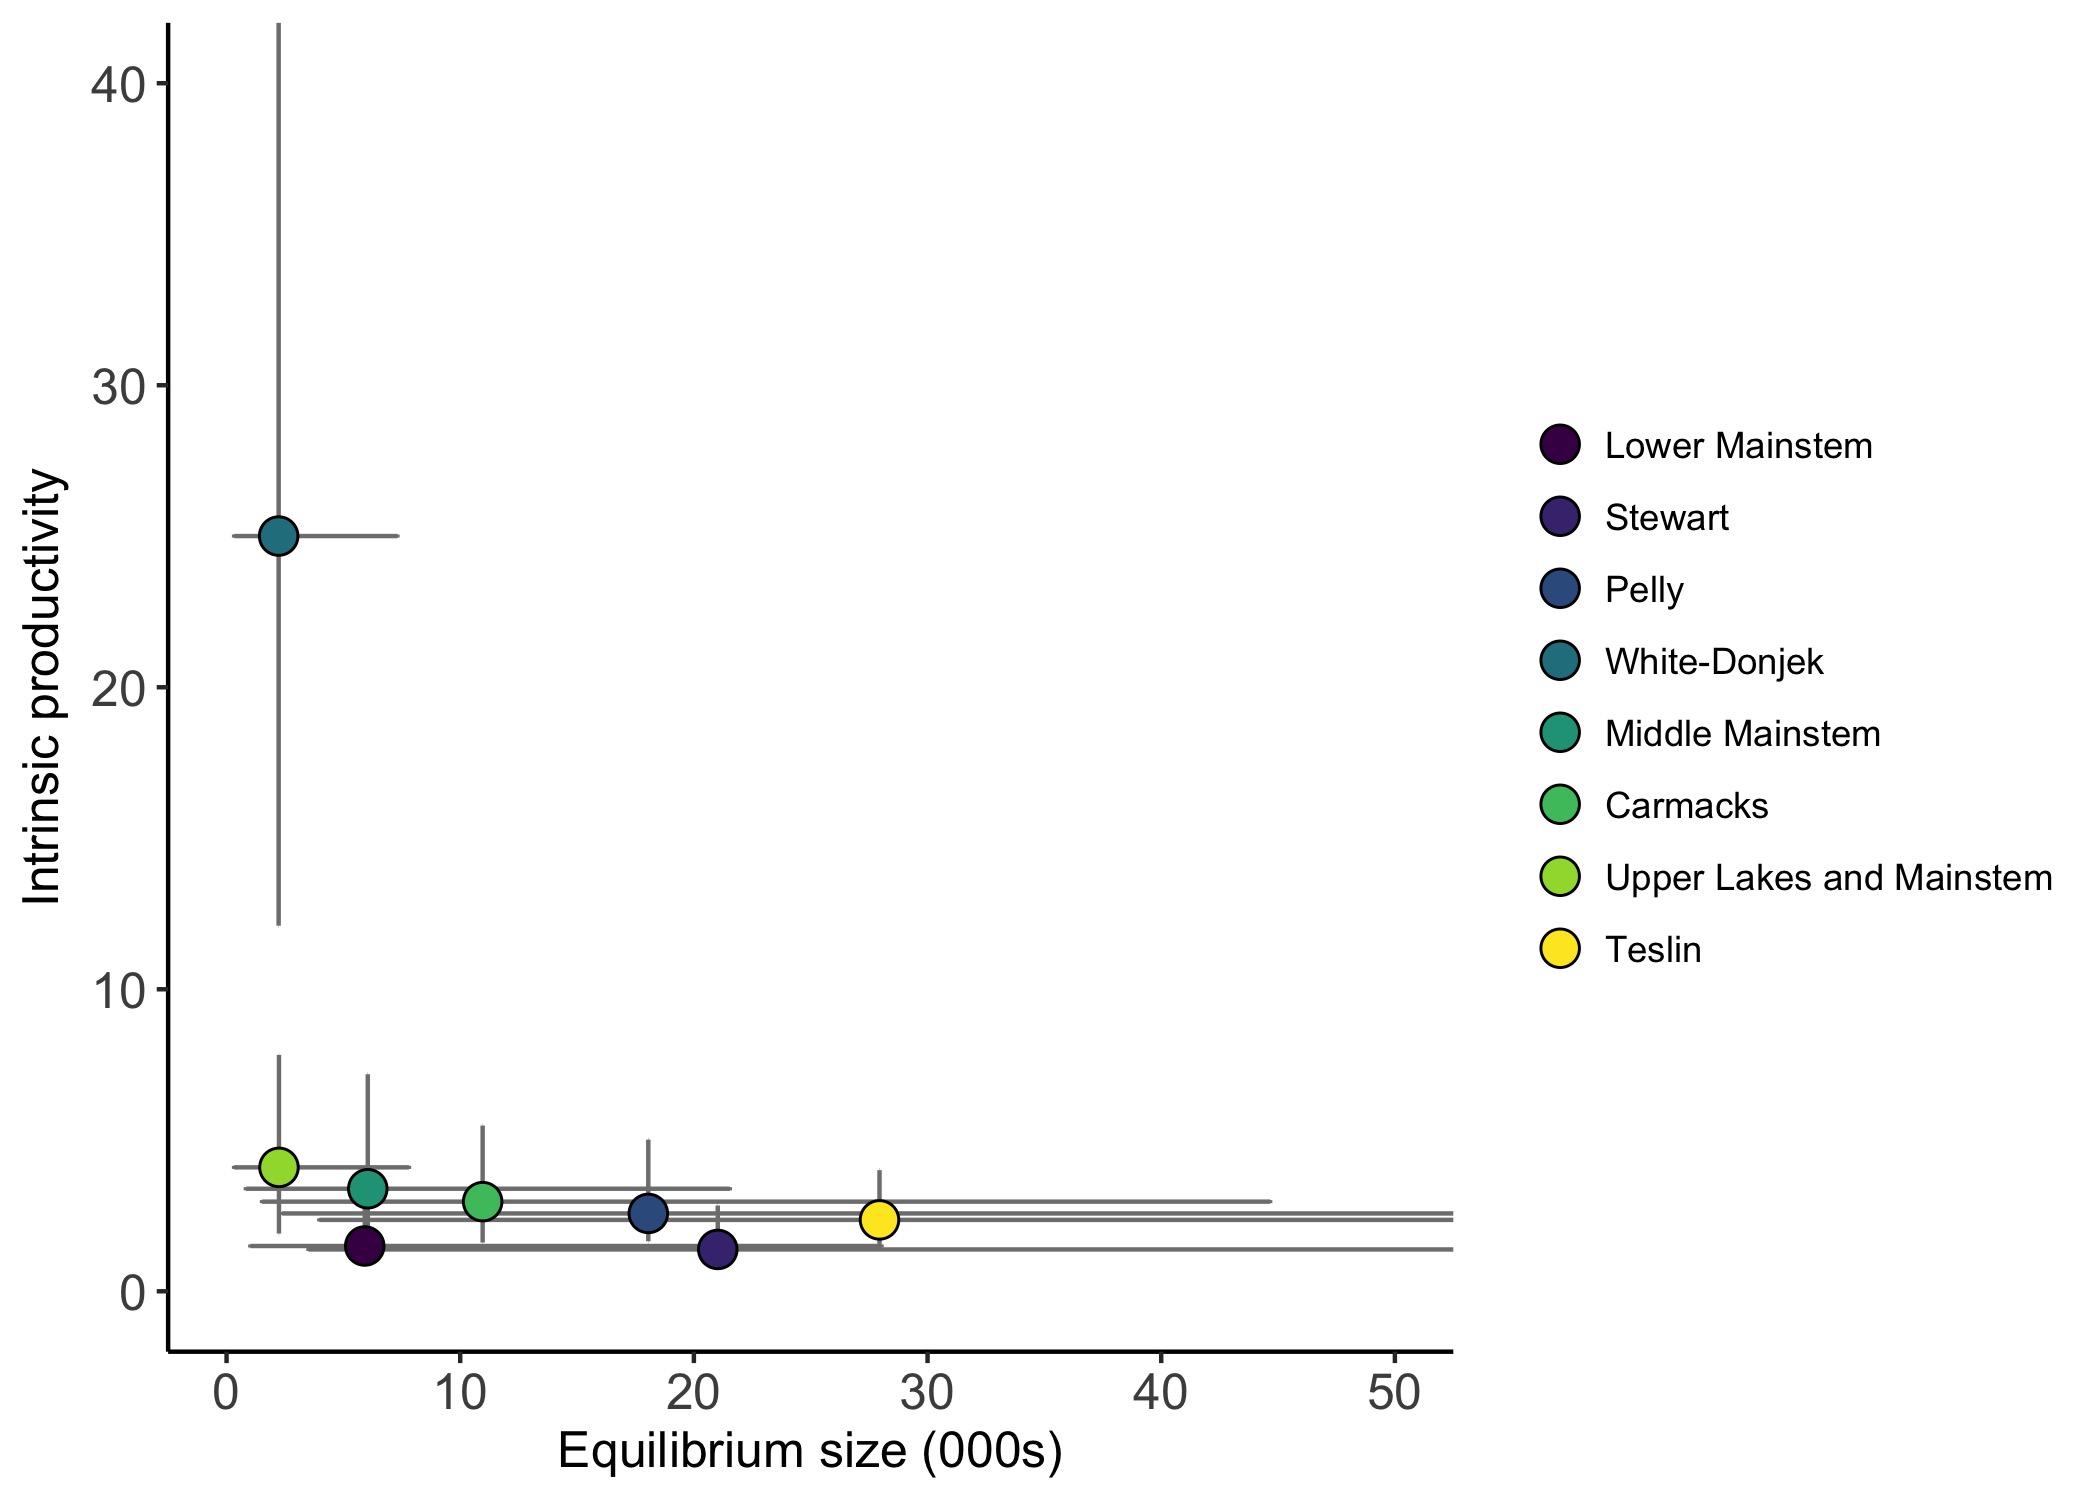 Intrinsic productivity
40
30
20
10
0
0 10 20 30 40 50
Equilibrium size (000s)
Lower Mainstem
Stewart
Pelly
White-Donjek
Middle Mainstem
Carmacks
Upper Lakes and Mainstem
Teslin